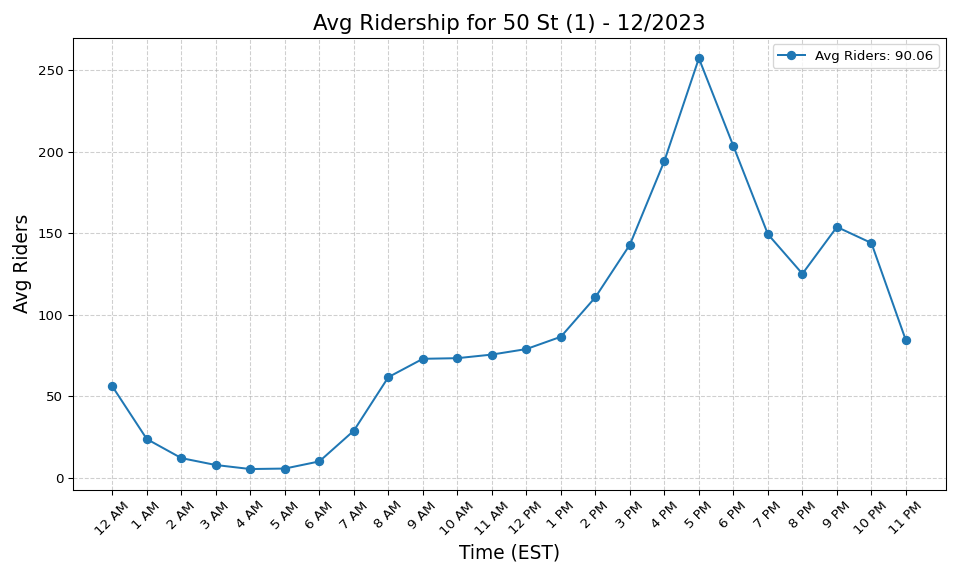 Avg Ridership for 50 St (1) - 12/2023
Avg Riders: 90.06
Avg Riders
250
200
150
100
50
0
12 AM
1 AM
2 AM
3 AM
4 AM
5 AM
6 AM
7 AM
8 AM
9 AM
10 AM
11 AM
12 PM
1 PM
2 PM
3 PM
4 PM
5 PM
6 PM
7 PM
8 PM
9 PM
10 PM
11 PM
Time (EST)